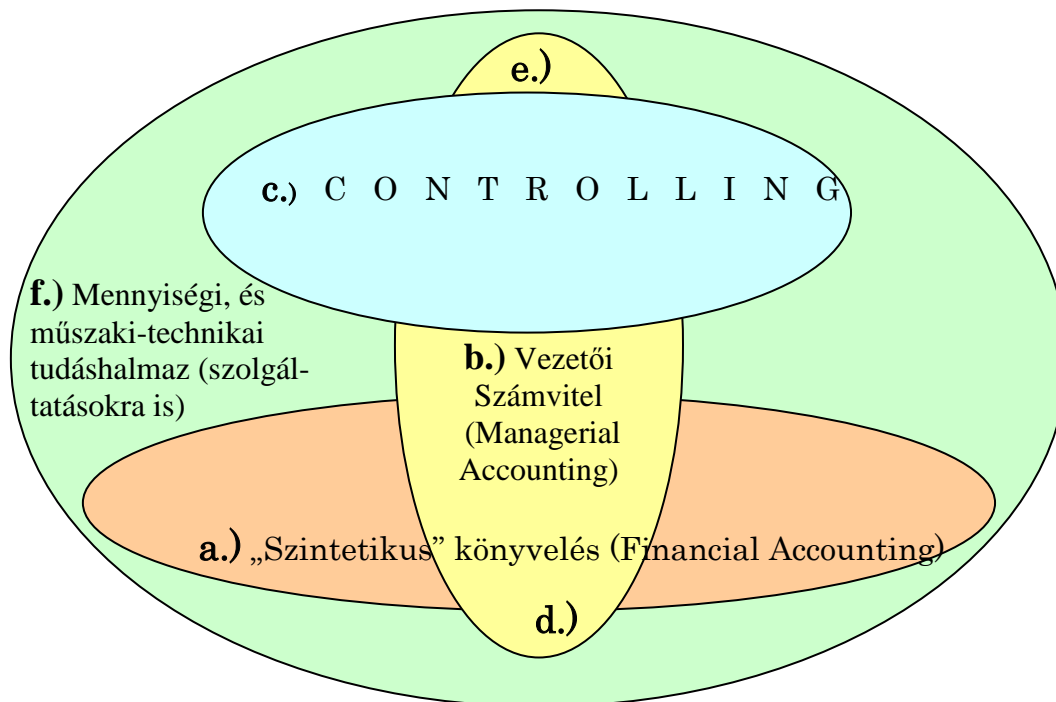 e.)
c.) C O N T R O L L I N G
f.) Mennyiségi, és
műszaki-technikai
tudáshalmaz (szolgál-
tatásokra is)
b.) Vezetői
Számvitel
(Managerial
Accounting)
a.) „Szintetikus” könyvelés (Financial Accounting)
d.)